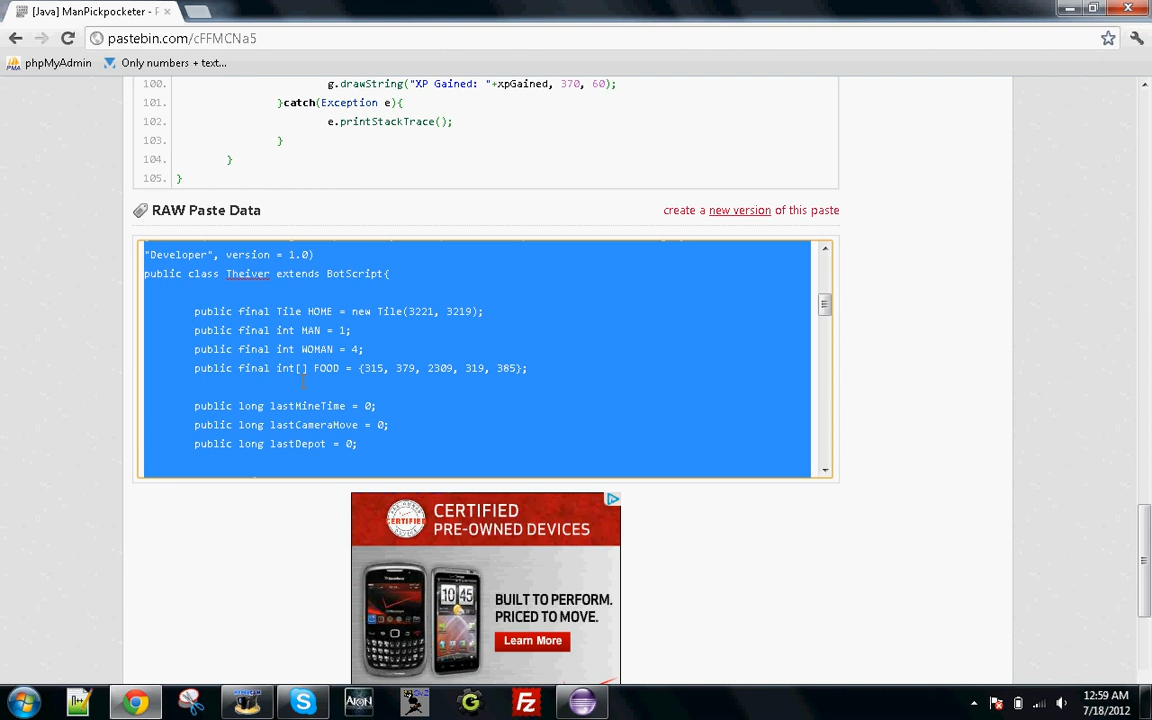 [Java] ManPickpocketer - P
pastebin.com/cFFMCNa5
phpMyAdmin
Only numbers + text...
100. g.drawString("XP Gained: "+xpGained, 370, 60);
101. }catch(Exception e){
102. e.printStackTrace();
103. }
104. }
105. }
RAW Paste Data
create a new version of this paste
"Developer", version = 1.0)
public class Theiver extends BotScript{
public final Tile HOME = new Tile(3221, 3219);
public final int MAN = 1;
public final int WOMAN = 4;
public final int[] FOOD = {315, 379, 2309, 319, 385};
public long lastMineTime = 0;
public long lastCameraMove = 0;
public long lastDepot = 0;
CERTIFIED
CERTIFIED
PRE-OWNED DEVICES
10:45
BUILT TO PERFORM.
PRICED TO MOVE.
Learn More
AION
12:59 AM
7/18/2012